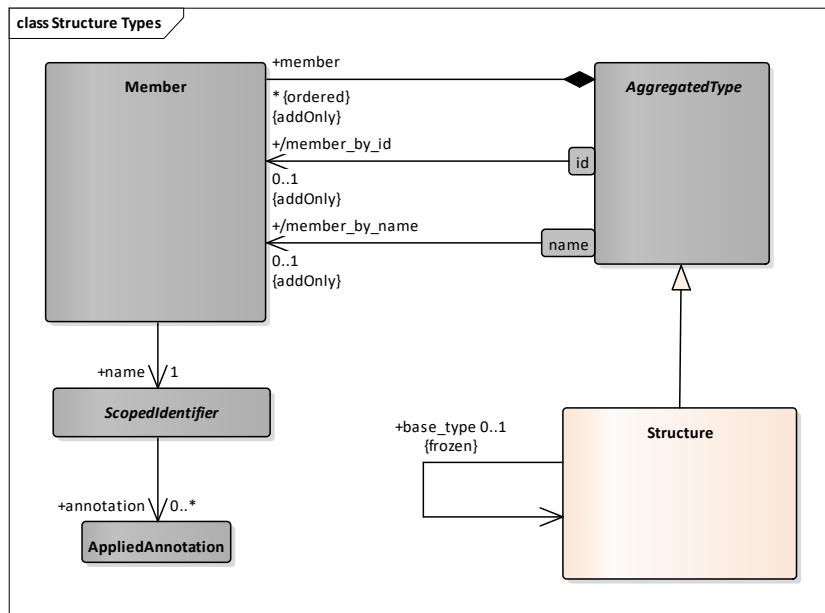 class Structure Types
+member
Member
AggregatedType
* {ordered}
{addOnly}
+/member_by_id
id
0..1
{addOnly}
+/member_by_name
name
0..1
{addOnly}
+name 1
ScopedIdentifier
+base_type 0..1
{frozen}
Structure
+annotation 0..*
AppliedAnnotation